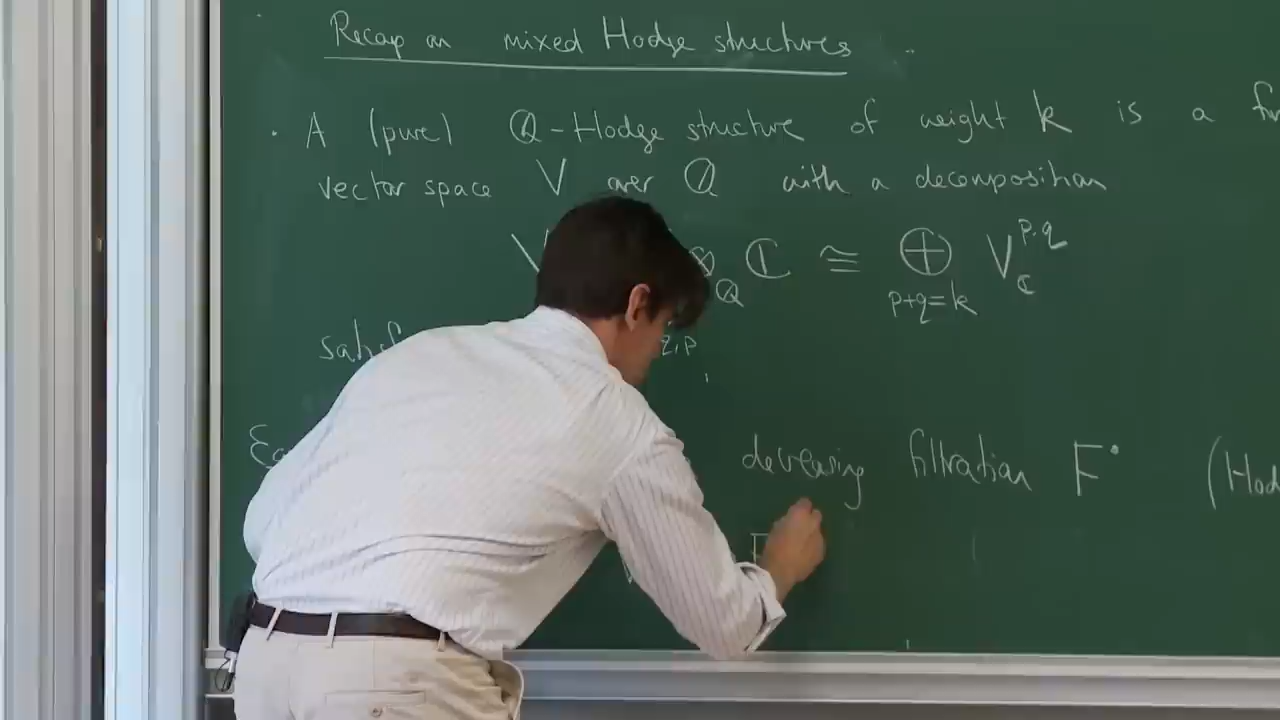 Recap on mixed Hodge structures
· A (pure) ℚ-Hodge structure of weight k is a
vector space V over ℚ with a decomposition
V ⊗_ℚ ℂ ≅ ⊕_{p+q=k} V_ℂ^{p,q}
q,p
decreasing filtration F^• (Hod
F